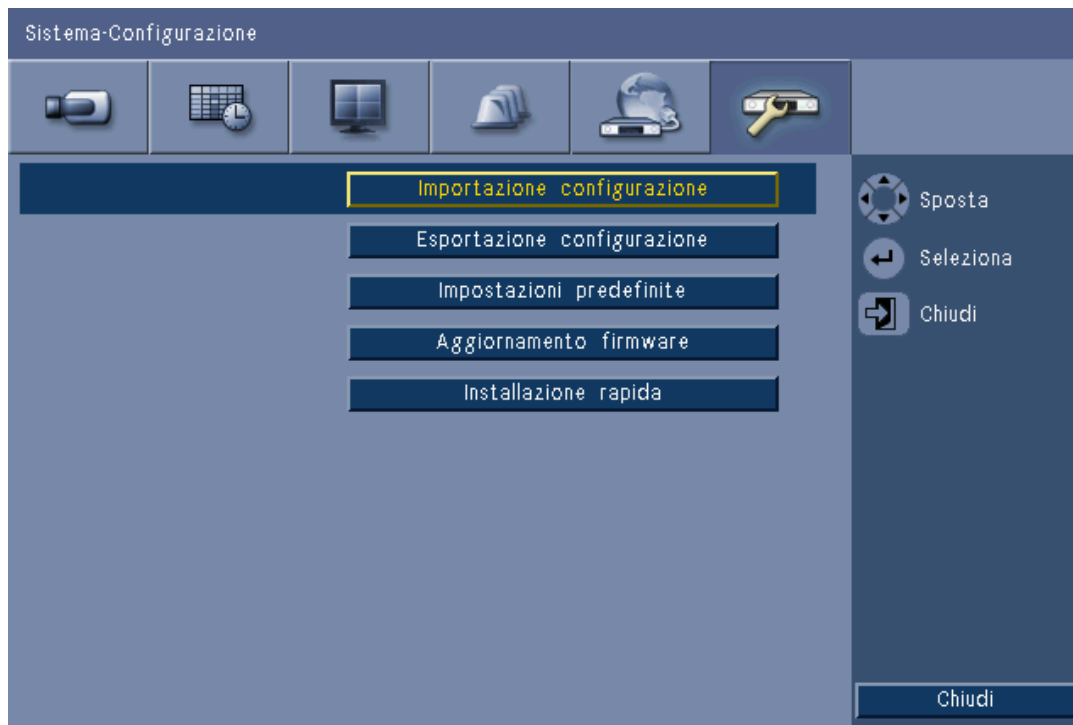 Sistema-Configurazione
Importazione configurazione
Esportazione configurazione
Impostazioni predefinite
Aggiornamento firmware
Installazione rapida
Sposta
Seleziona
Chiudi
Chiudi